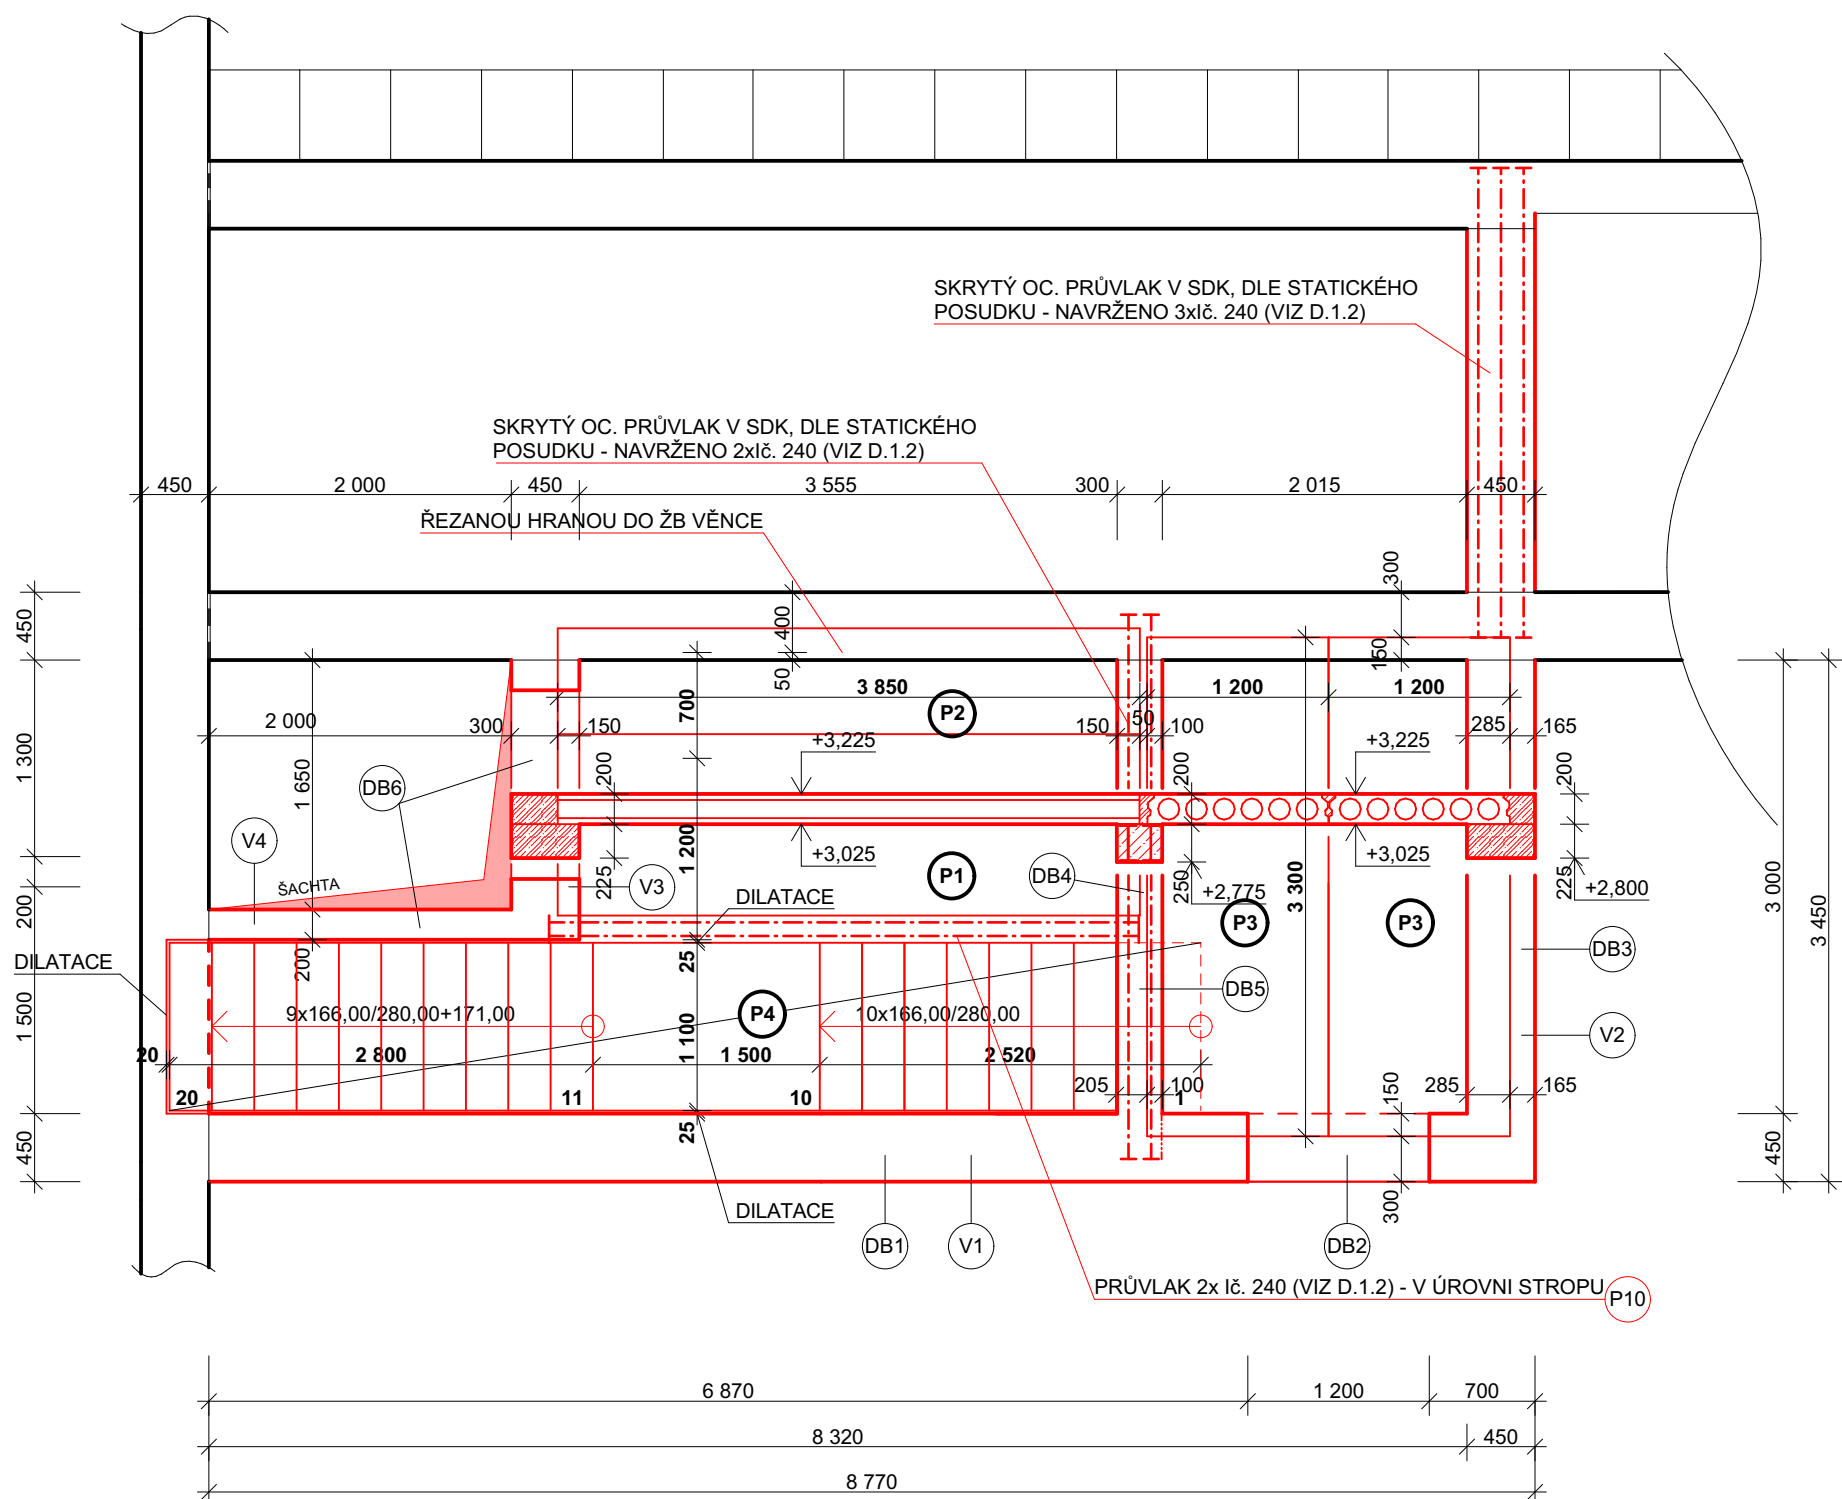 SKRYTÝ OC. PRŮVLAK V SDK, DLE STATICKÉHO
POSUDKU - NAVRŽENO 3xIč. 240 (VIZ D.1.2)
SKRYTÝ OC. PRŮVLAK V SDK, DLE STATICKÉHO
POSUDKU - NAVRŽENO 2xIč. 240 (VIZ D.1.2)
450
2 000
450
3 555
300
2 015
450
ŘEZANOU HRANOU DO ŽB VĚNCE
300
450
400
150
50
3 850
1 200
1 200
P2
700
2 000
300
150
150
50
100
285
165
+3,225
+3,225
1 300
1 650
200
200
200
DB6
V4
+3,025
+3,025
1 200
225
V3
P1
DB4
250
+2,775
225
+2,800
3 300
3 000
3 450
ŠACHTA
200
DILATACE
P3
P3
DB3
200
DILATACE
25
DB5
9x166,00/280,00+171,00
P4
10x166,00/280,00
1 500
1 100
V2
20
2 800
1 500
2 520
20
11
10
205
100
1
285
165
150
25
450
450
300
DILATACE
DB1
V1
DB2
PRŮVLAK 2x Ič. 240 (VIZ D.1.2) - V ÚROVNI STROPU
P10
6 870
1 200
700
8 320
450
8 770